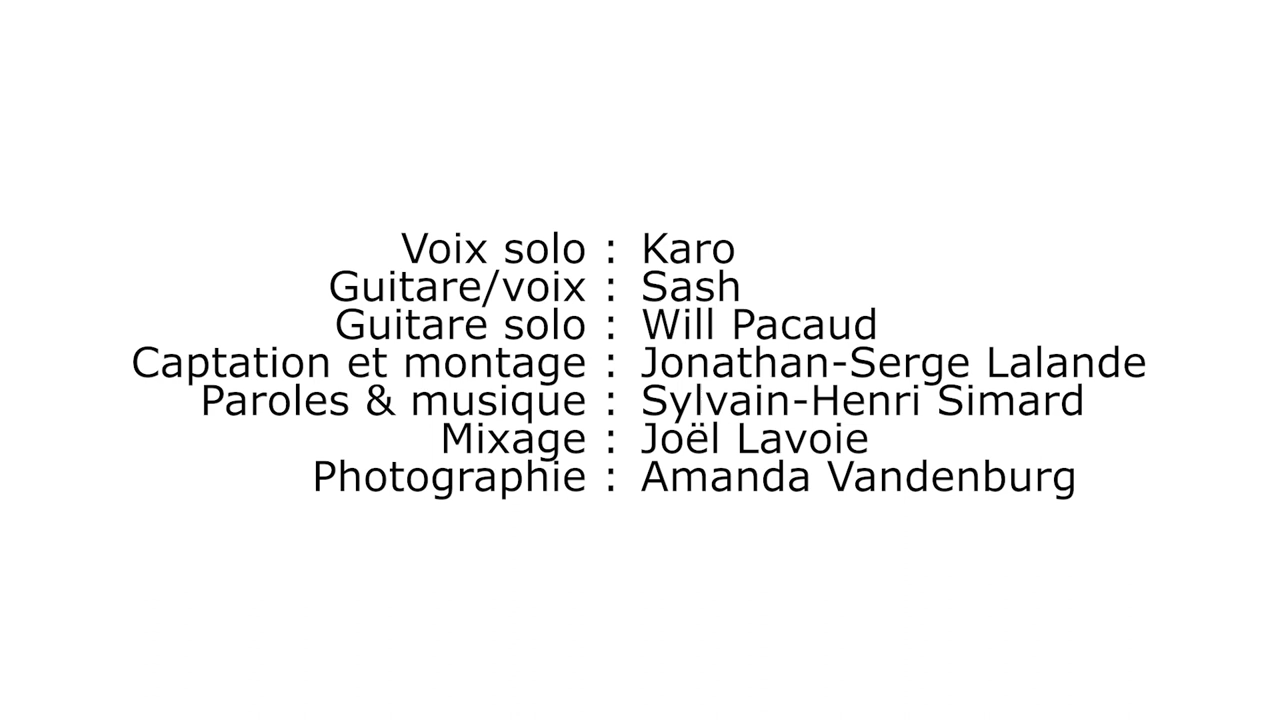 Voix solo : Karo
Guitare/voix : Sash
Guitare solo : Will Pacaud
Captation et montage : Jonathan-Serge Lalande
Paroles & musique : Sylvain-Henri Simard
Mixage : Joël Lavoie
Photographie : Amanda Vandenburg